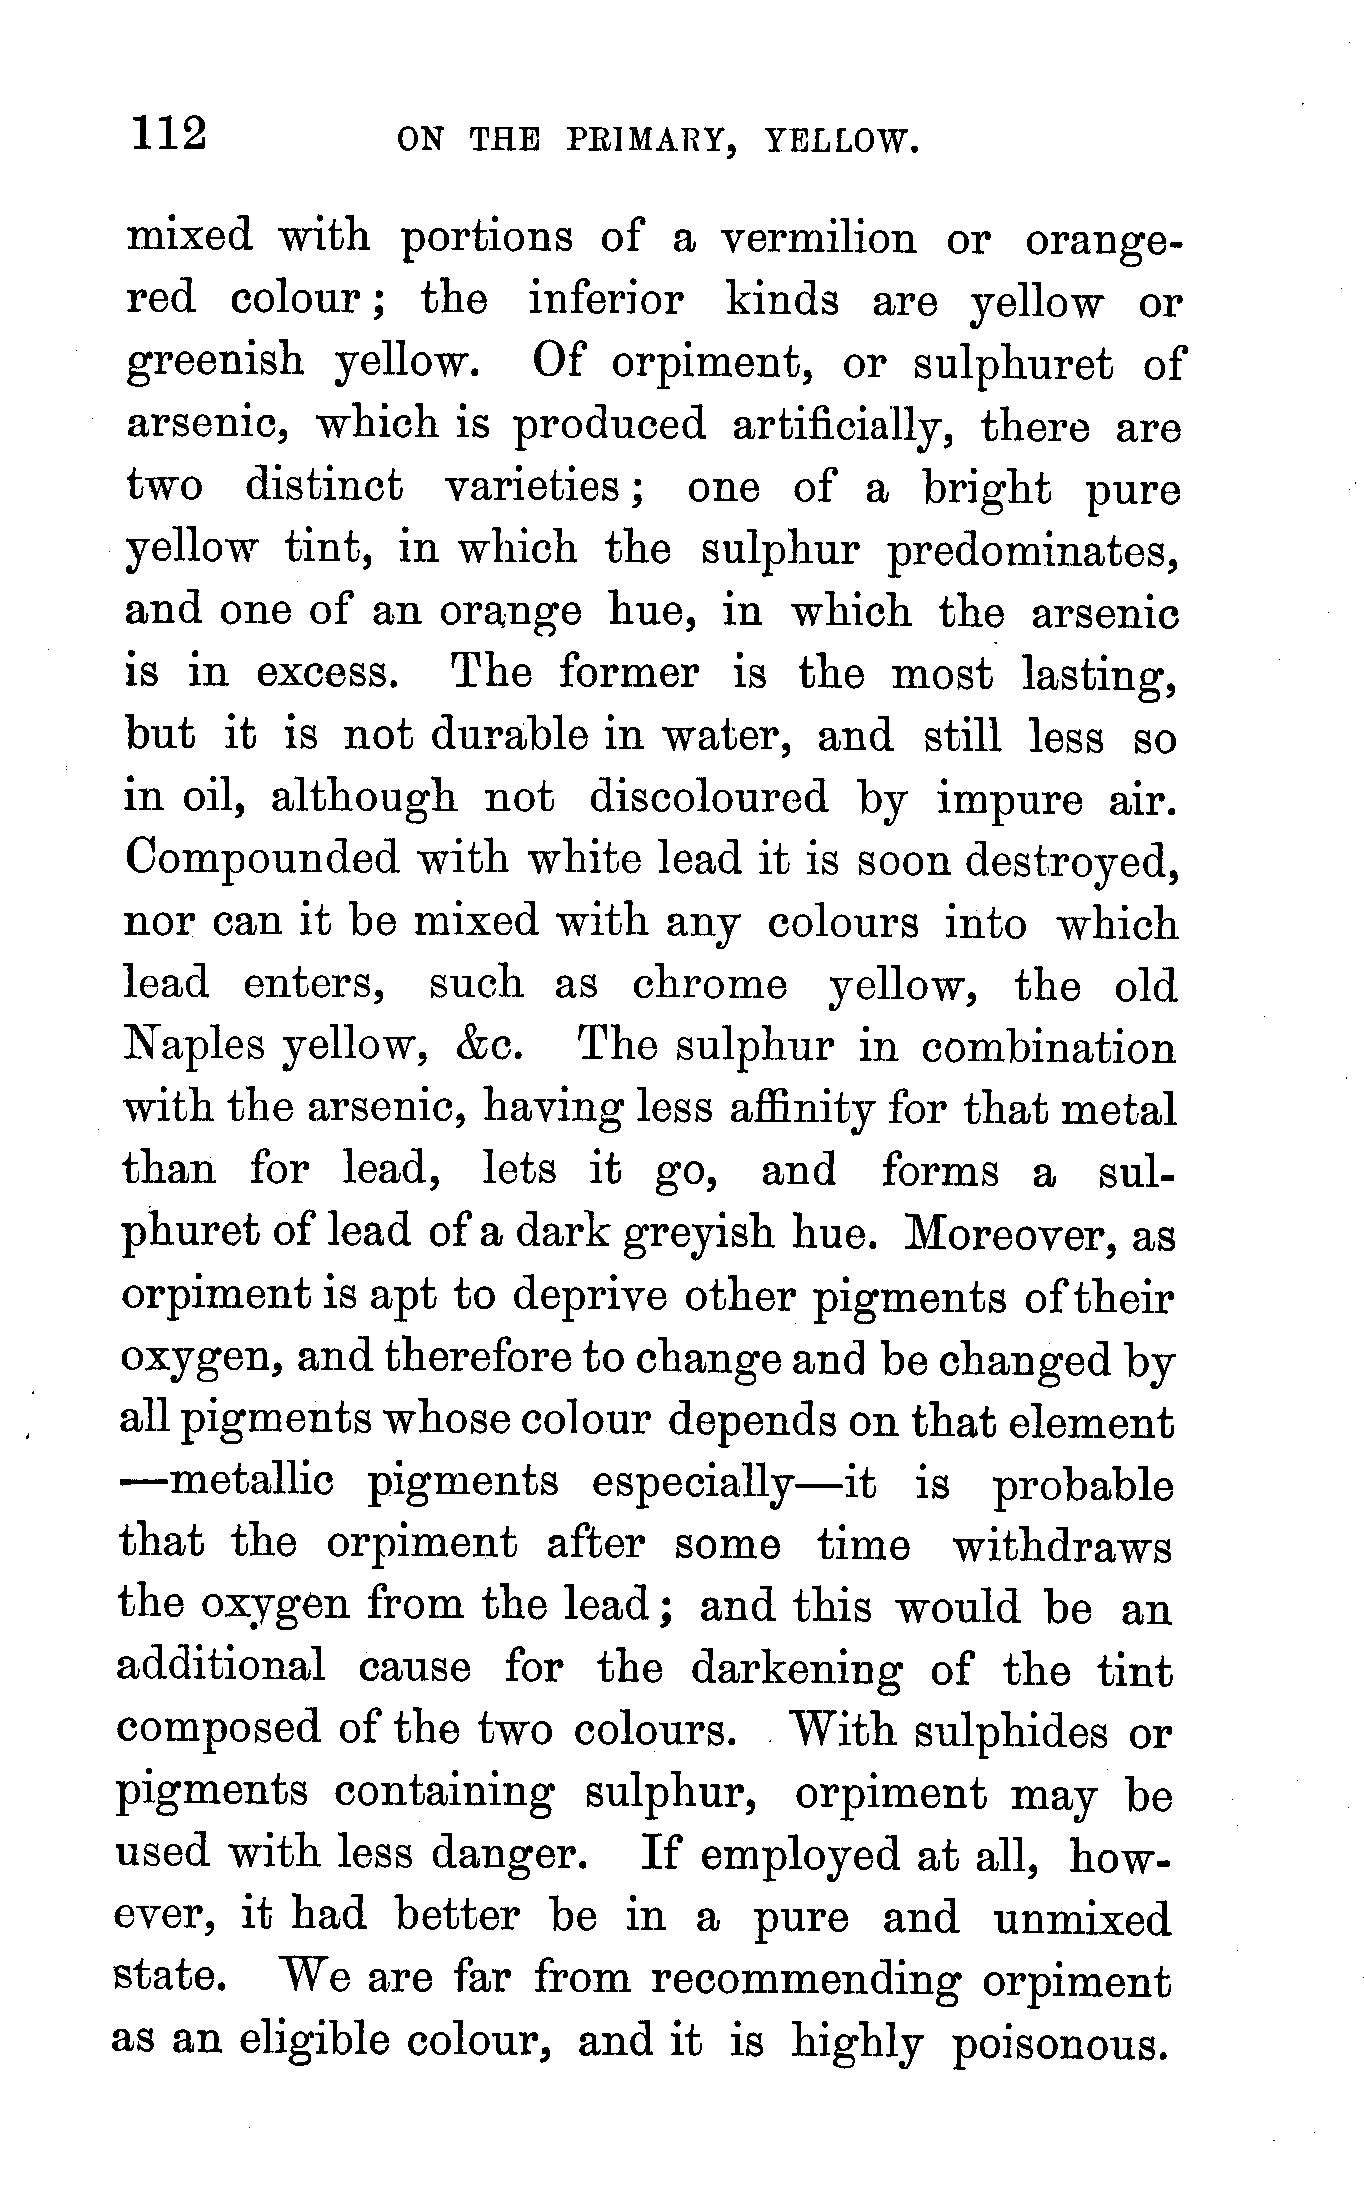 112 ON THE PRIMARY, YELLOW.
mixed with portions of a vermilion or orange-
red colour; the inferior kinds are yellow or
greenish yellow. Of orpiment, or sulphuret of
arsenic, which is produced artificially, there are
two distinct varieties; one of a bright pure
yellow tint, in which the sulphur predominates,
and one of an orange hue, in which the arsenic
is in excess. The former is the most lasting,
but it is not durable in water, and still less so
in oil, although not discoloured by impure air.
Compounded with white lead it is soon destroyed,
nor can it be mixed with any colours into which
lead enters, such as chrome yellow, the old
Naples yellow, &c. The sulphur in combination
with the arsenic, having less affinity for that metal
than for lead, lets it go, and forms a sul-
phuret of lead of a dark greyish hue. Moreover, as
orpiment is apt to deprive other pigments of their
oxygen, and therefore to change and be changed by
all pigments whose colour depends on that element
—metallic pigments especially—it is probable
that the orpiment after some time withdraws
the oxygen from the lead; and this would be an
additional cause for the darkening of the tint
composed of the two colours. With sulphides or
pigments containing sulphur, orpiment may be
used with less danger. If employed at all, how-
ever, it had better be in a pure and unmixed
state. We are far from recommending orpiment
as an eligible colour, and it is highly poisonous.